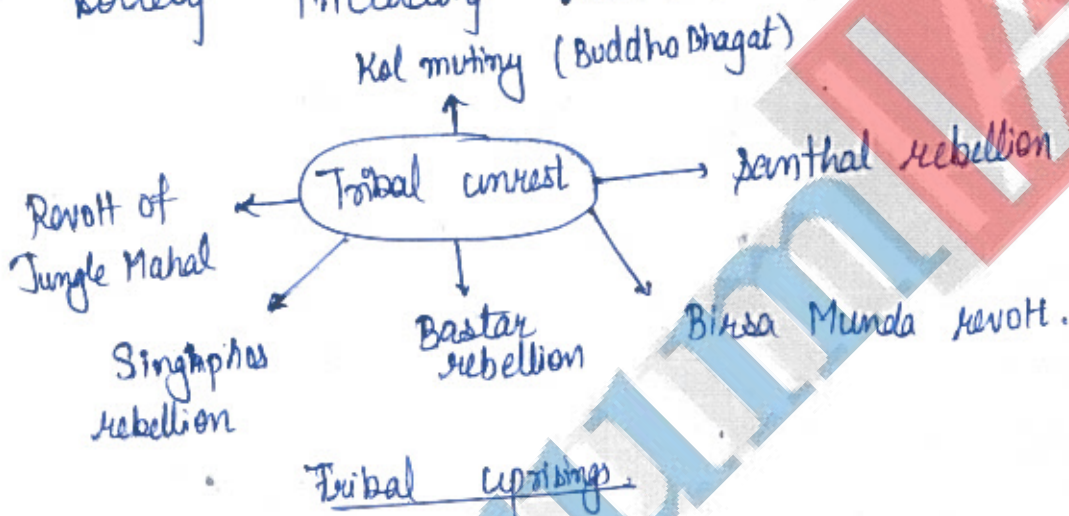 Kol mutiny (Buddho Bhagat)
Tribal unrest
Santhal rebellion
Revolt of
Jungle Mahal
Singhphos
rebellion
Bastar
rebellion
Birsa Munda revolt.
Tribal uprisings.